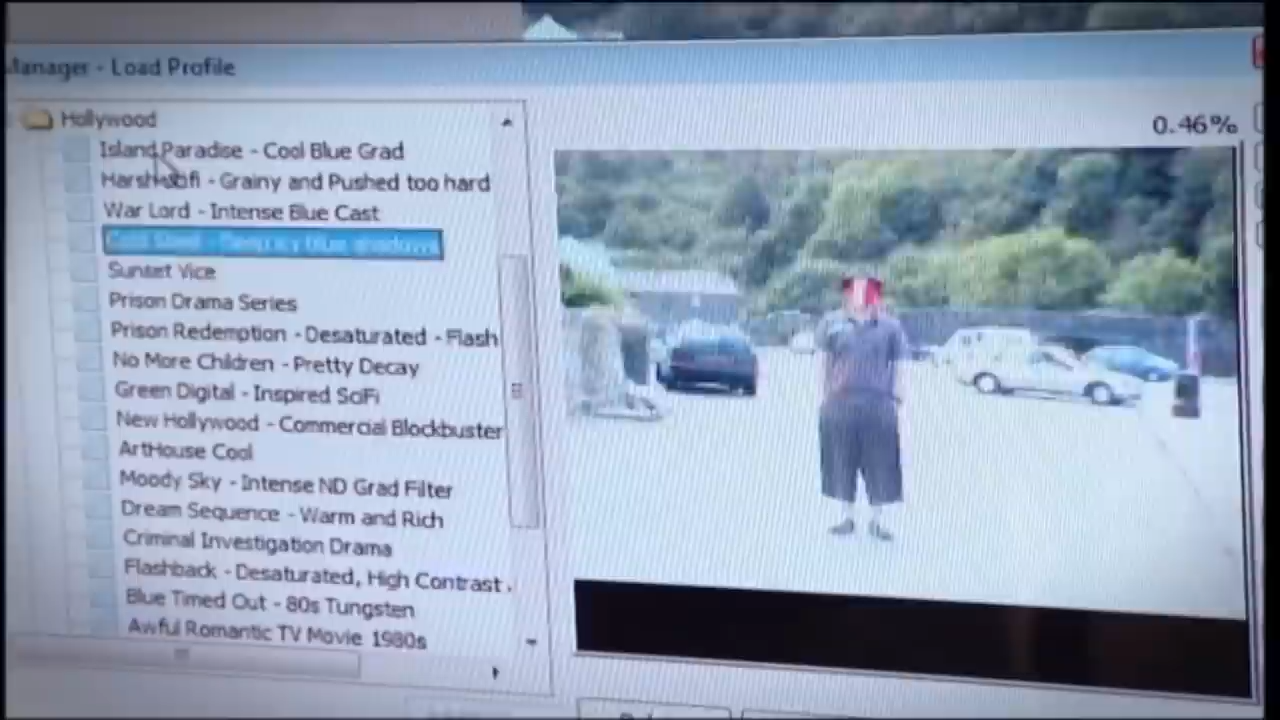 Manager - Load Profile
Hollywood
0.46%
Island Paradise - Cool Blue Grad
Harsh - Grainy and Pushed too hard
War Lord - Intense Blue Cast
blue shadows
Sunset Vice
Prison Drama Series
Prison Redemption - Desaturated - Flash
No More Children - Pretty Decay
Green Digital - Inspired SciFi
New Hollywood - Commercial Blockbuster
ArtHouse Cool
Moody Sky - Intense ND Grad Filter
Dream Sequence - Warm and Rich
Criminal Investigation Drama
Flashback - Desaturated, High Contrast .
Blue Timed Out - 80s Tungsten
Awful Romantic TV Movie 1980s